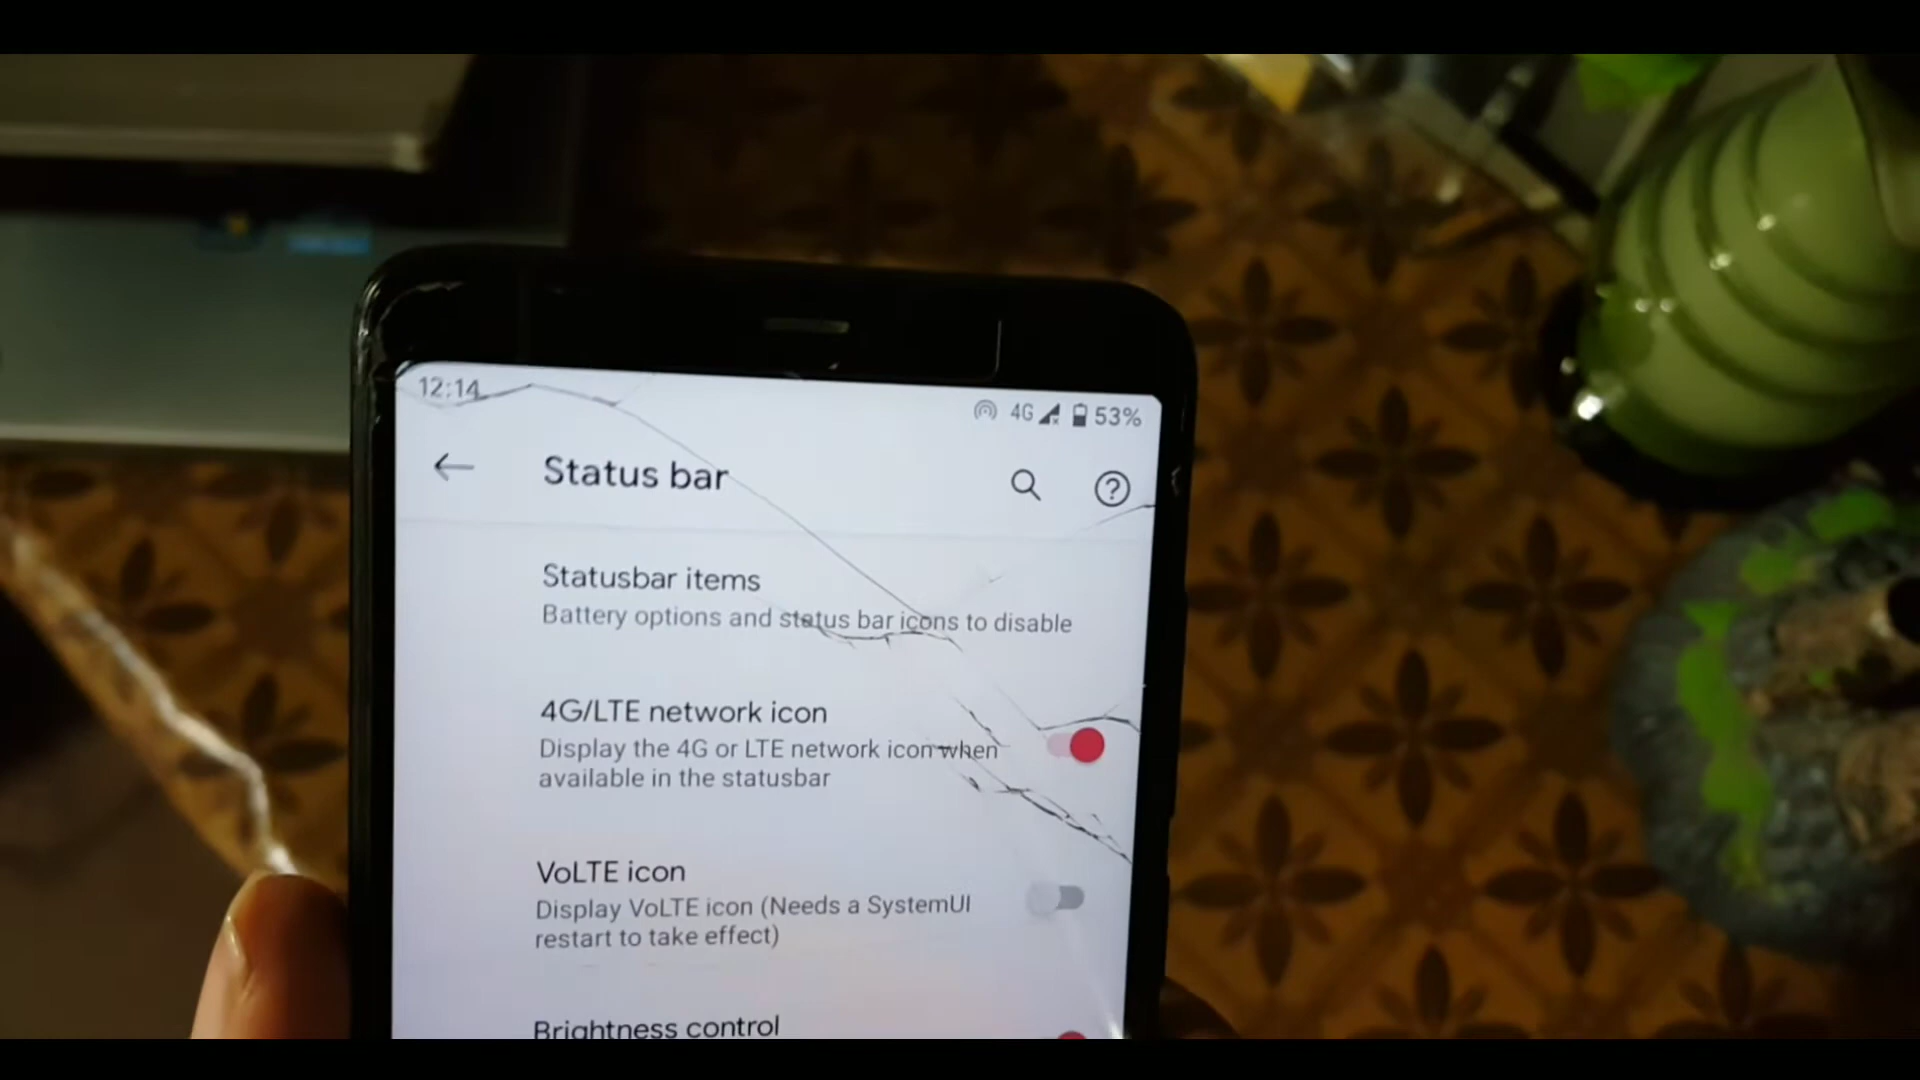 12:14
4G 53%
Status bar
Statusbar items
Battery options and status bar icons to disable
4G/LTE network icon
Display the 4G or LTE network icon when
available in the statusbar
VoLTE icon
Display VoLTE icon (Needs a SystemUI
restart to take effect)
Brightness control